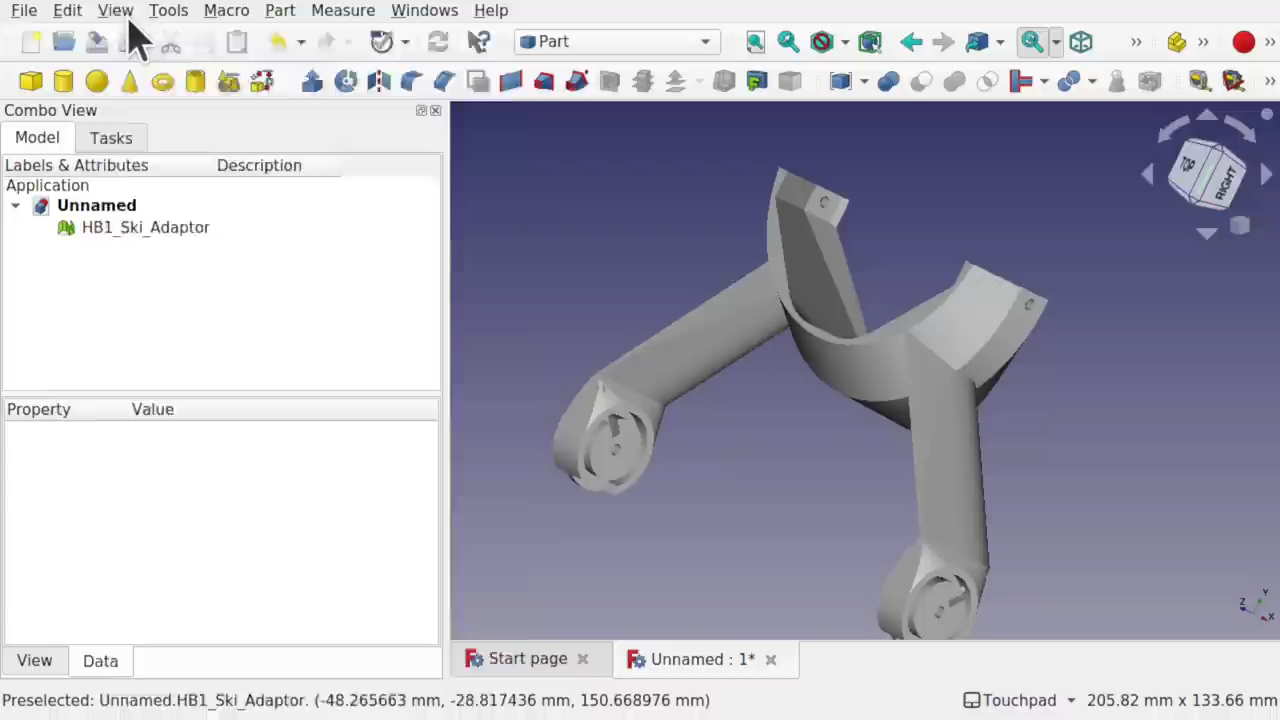 File Edit View Tools Macro Part Measure Windows Help
Part
Combo View
Model Tasks
Labels & Attributes Description
Application
Unnamed
HB1_Ski_Adaptor
TOP RIGHT
Property Value
Y
Z
X
View Data
Start page Unnamed : 1*
Preselected: Unnamed.HB1_Ski_Adaptor. (-48.265663 mm, -28.817436 mm, 150.668976 mm) Touchpad 205.82 mm x 133.66 mm